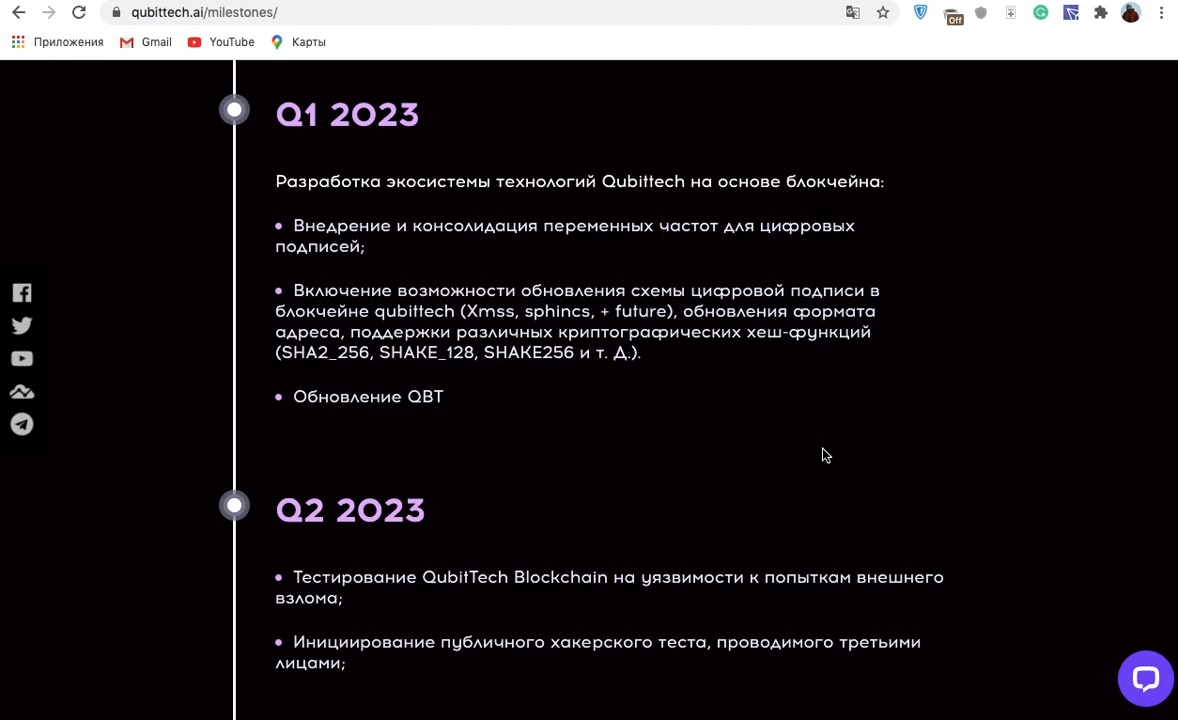 qubittech.ai/milestones/
Off
Приложения
Gmail
YouTube
Карты
Q1 2023
Разработка экосистемы технологий Qubittech на основе блокчейна:
• Внедрение и консолидация переменных частот для цифровых
подписей;
• Включение возможности обновления схемы цифровой подписи в
блокчейне qubittech (Xmss, sphincs, + future), обновления формата
адреса, поддержки различных криптографических хеш-функций
(SHA2_256, SHAKE_128, SHAKE256 и т. Д.).
• Обновление QBT
Q2 2023
• Тестирование QubitTech Blockchain на уязвимости к попыткам внешнего
взлома;
• Инициирование публичного хакерского теста, проводимого третьими
лицами;